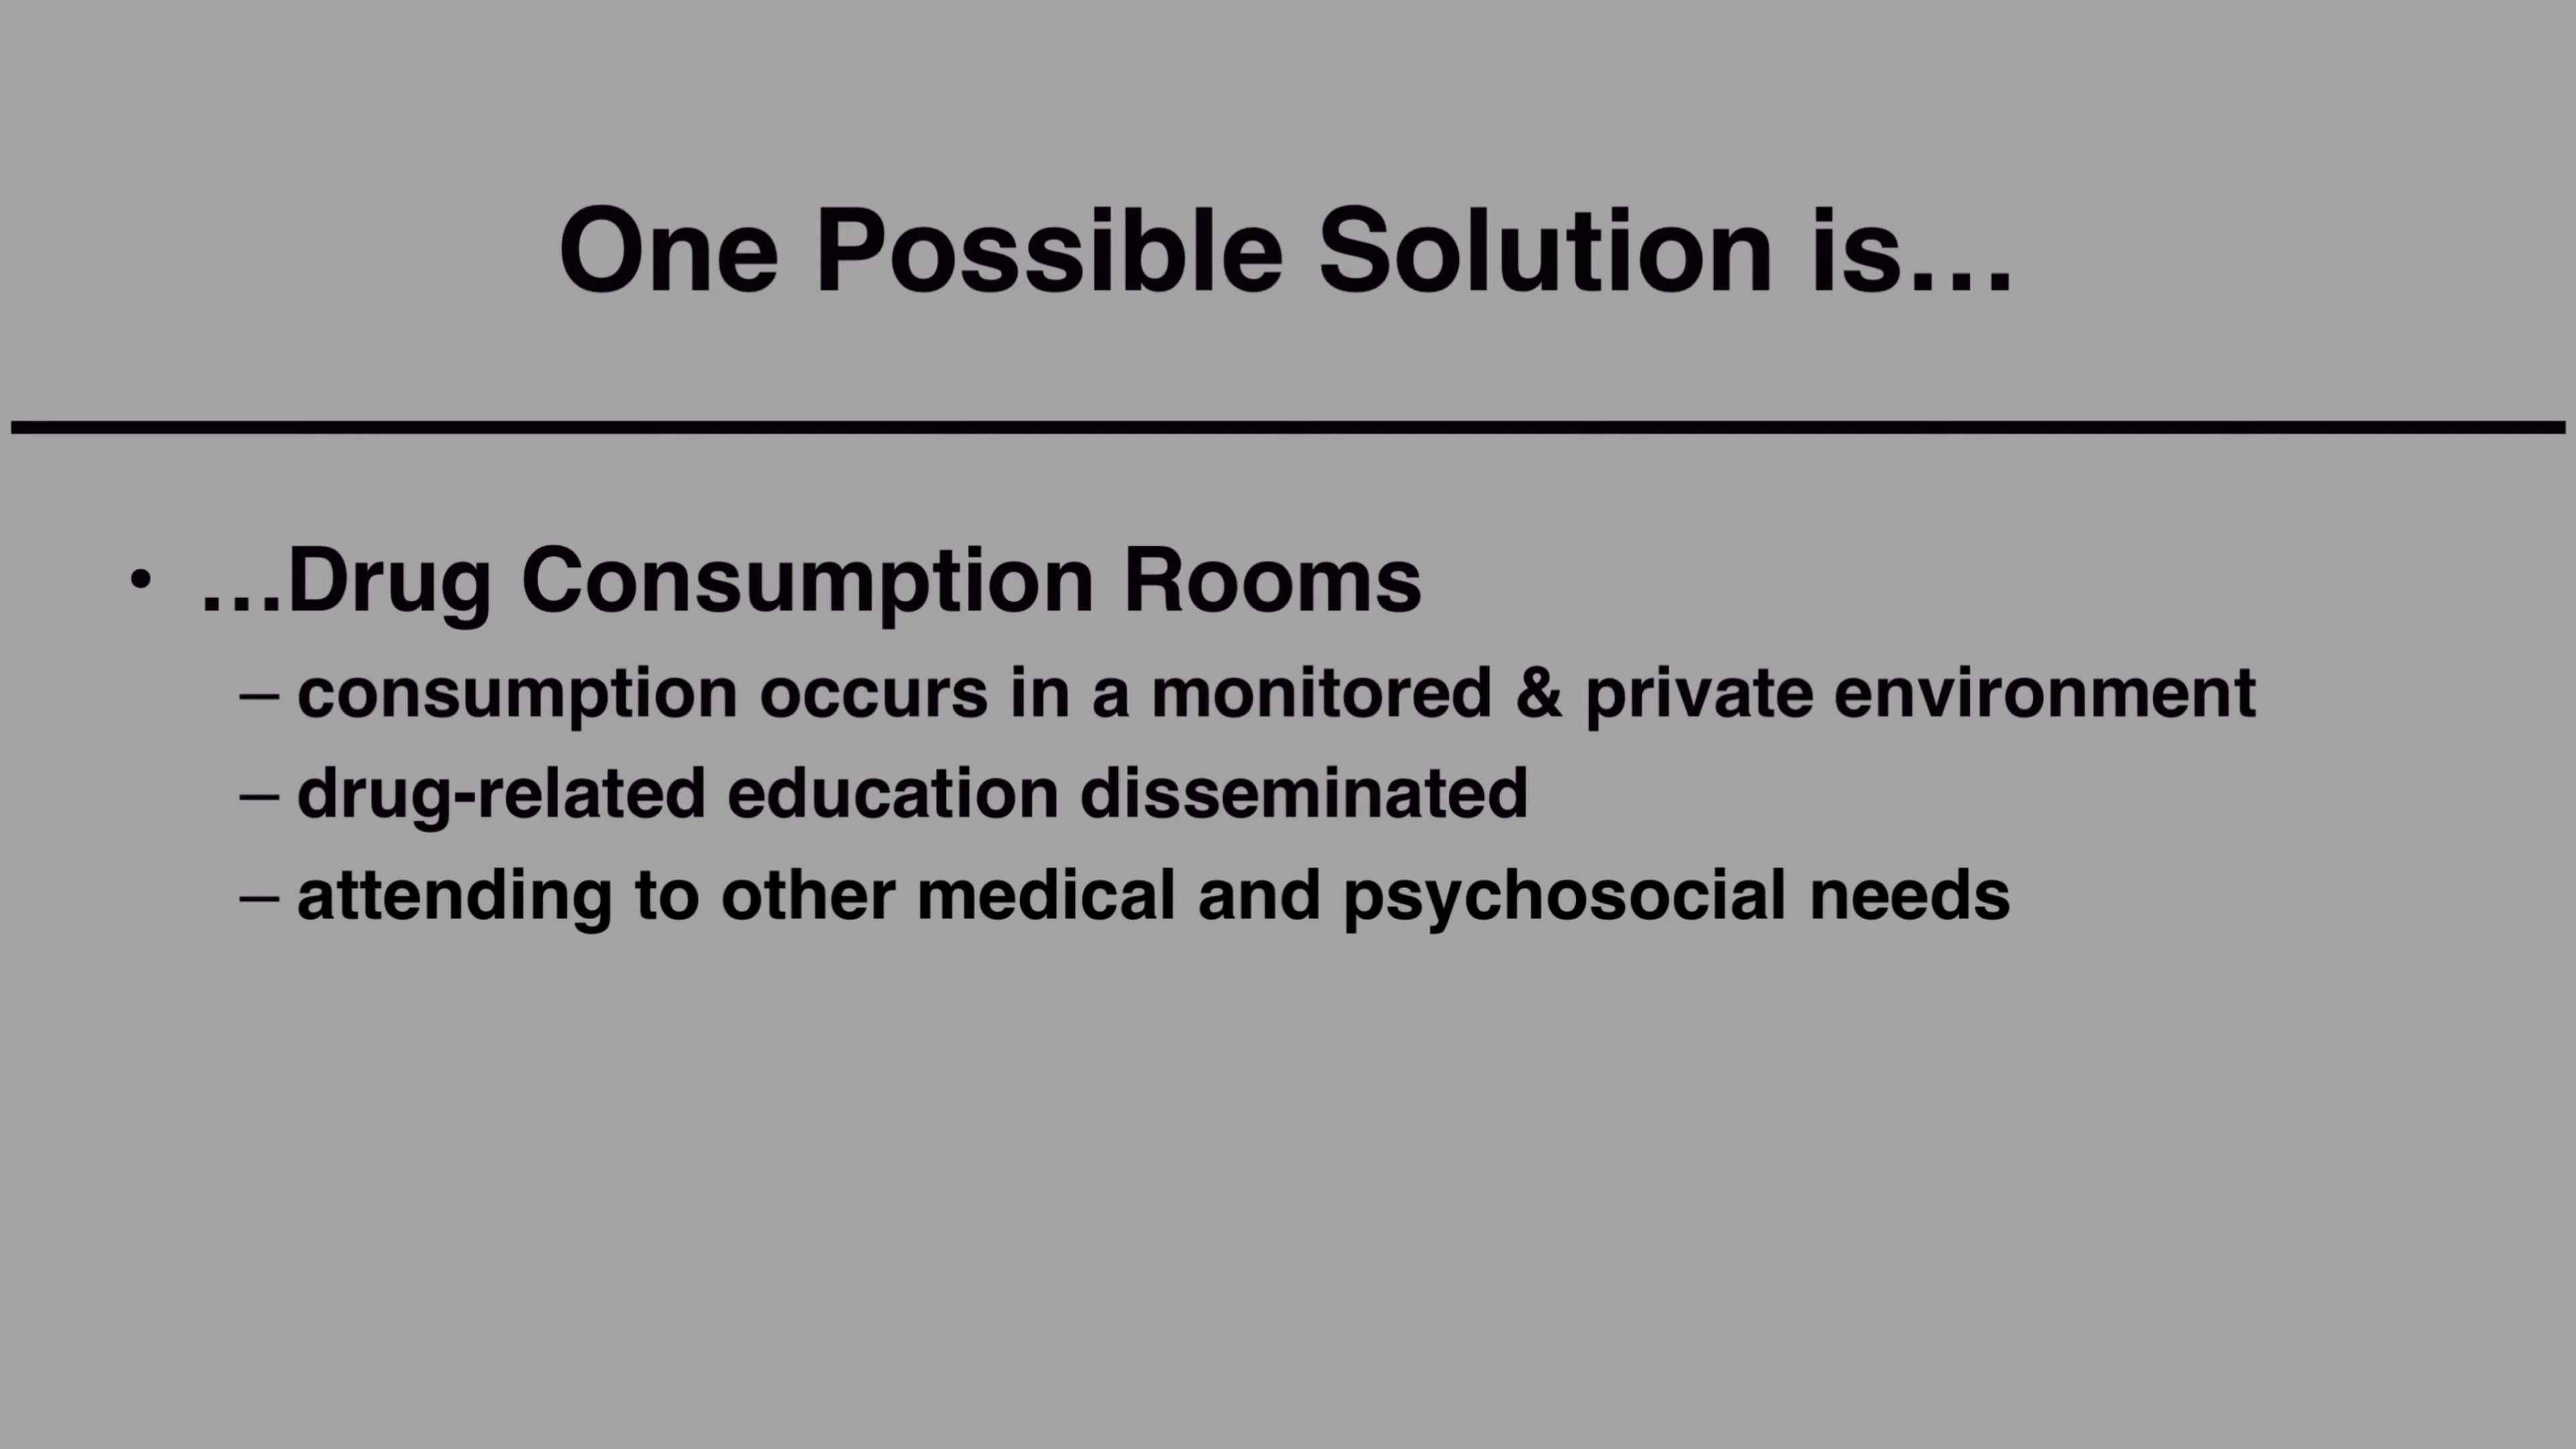 One Possible Solution is…
• …Drug Consumption Rooms
– consumption occurs in a monitored & private environment
– drug-related education disseminated
– attending to other medical and psychosocial needs